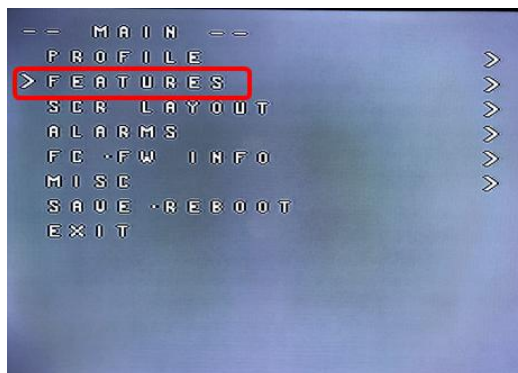 -- MAIN --
PROFILE >
> FEATURES >
SCR LAYOUT >
ALARMS >
FC·FW INFO >
MISC >
SAVE·REBOOT
EXIT